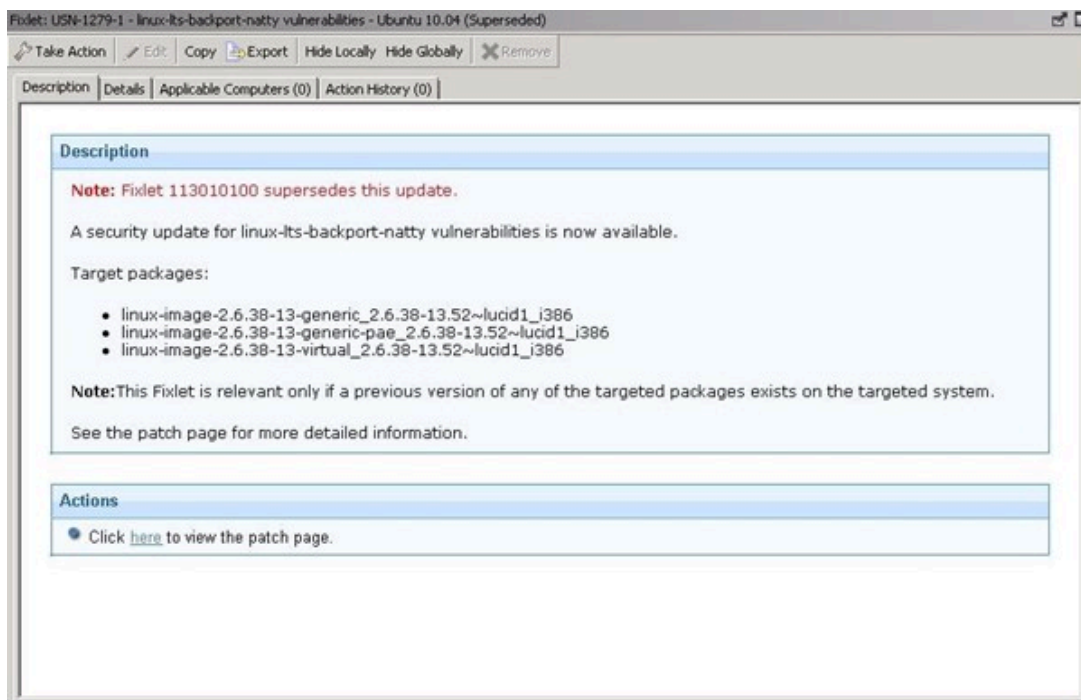 Fixlet: USN-1279-1 - linux-lts-backport-natty vulnerabilities - Ubuntu 10.04 (Superseded)
Take Action Edit Copy Export Hide Locally Hide Globally Remove
Description Details Applicable Computers (0) Action History (0)
Description
Note: Fixlet 113010100 supersedes this update.
A security update for linux-lts-backport-natty vulnerabilities is now available.
Target packages:
linux-image-2.6.38-13-generic_2.6.38-13.52~lucid1_i386
linux-image-2.6.38-13-generic-pae_2.6.38-13.52~lucid1_i386
linux-image-2.6.38-13-virtual_2.6.38-13.52~lucid1_i386
Note:This Fixlet is relevant only if a previous version of any of the targeted packages exists on the targeted system.
See the patch page for more detailed information.
Actions
Click here to view the patch page.